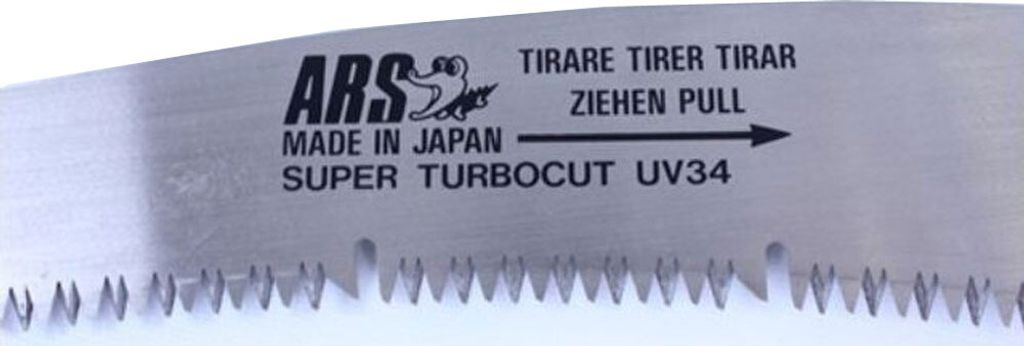 ARS
TIRARE TIRER TIRAR
ZIEHEN PULL
MADE IN JAPAN
SUPER TURBOCUT UV34